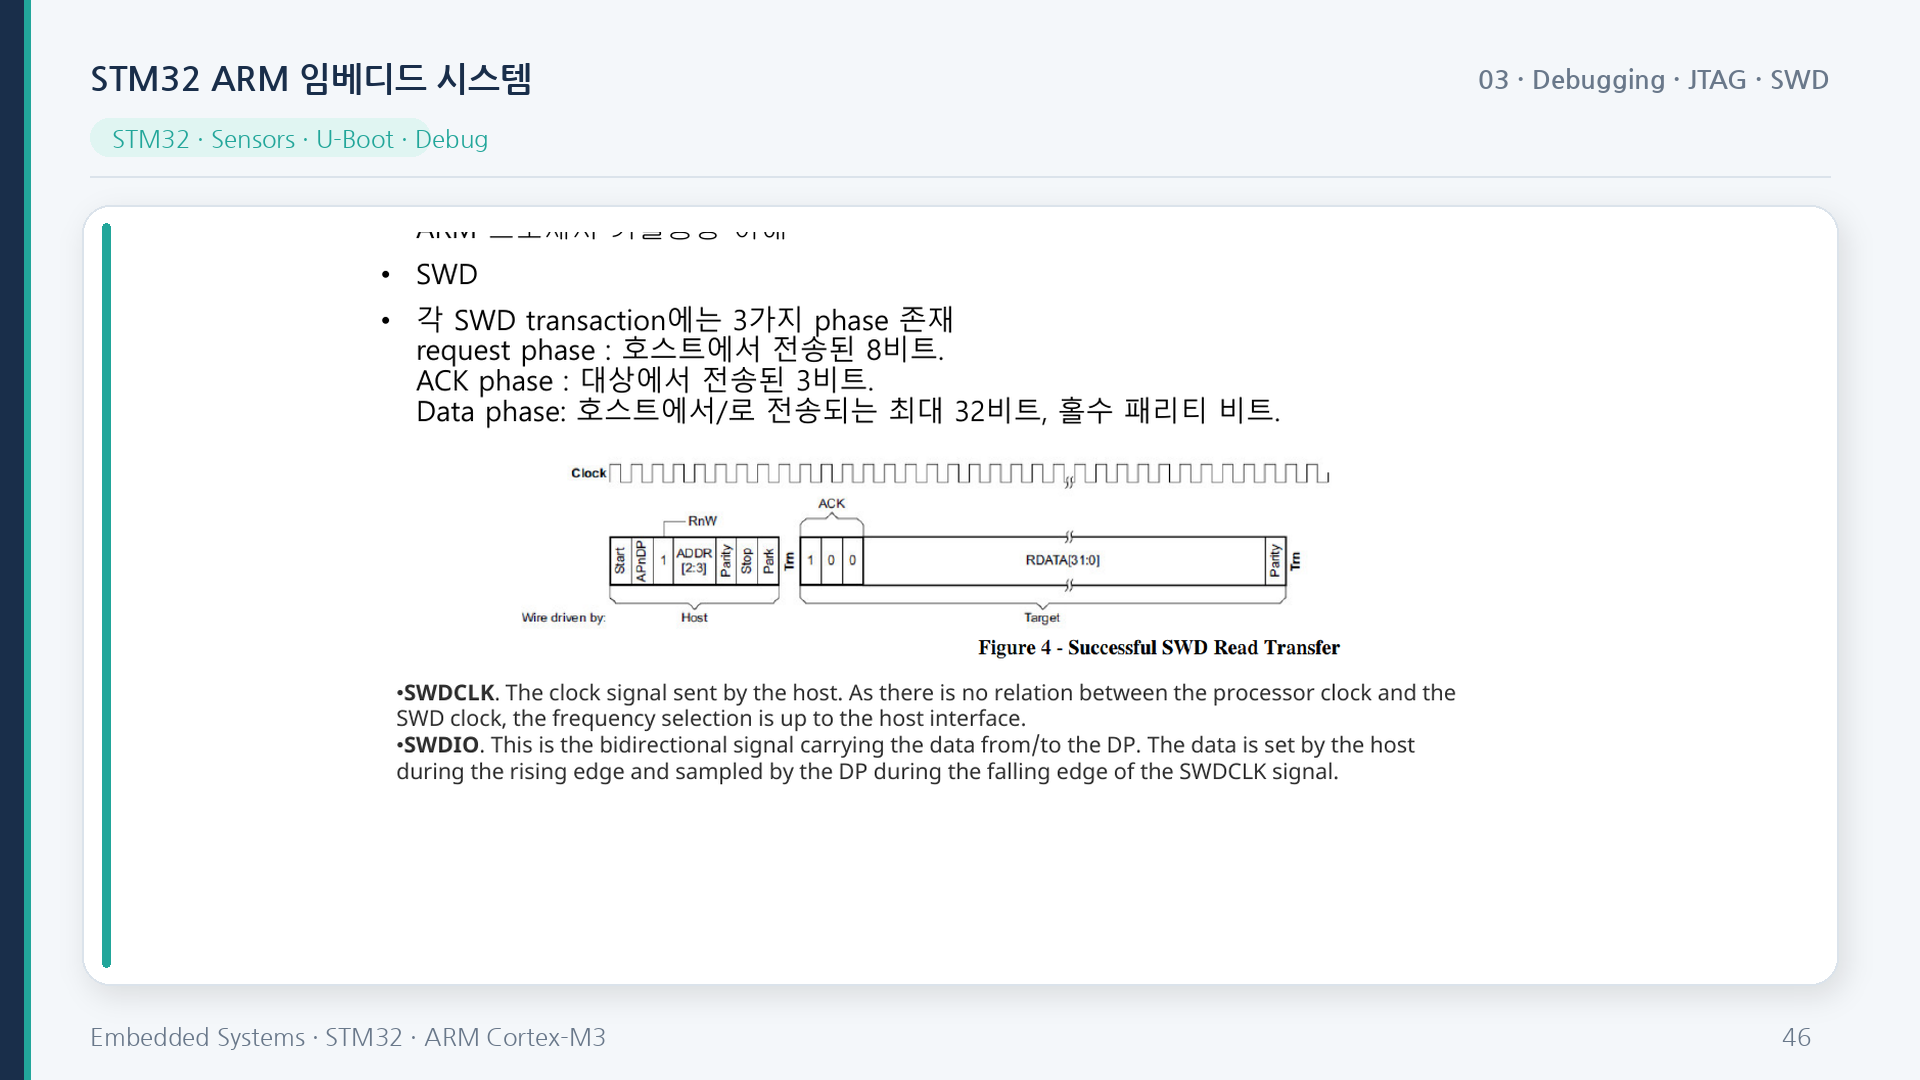 STM32 ARM 임베디드 시스템
03 · Debugging · JTAG · SWD
STM32 · Sensors · U-Boot · Debug
• SWD
• 각 SWD transaction에는 3가지 phase 존재
request phase : 호스트에서 전송된 8비트.
ACK phase : 대상에서 전송된 3비트.
Data phase: 호스트에서/로 전송되는 최대 32비트, 홀수 패리티 비트.
Clock
ACK
RnW
Start APnDP 1 ADDR [2:3] Parity Stop Park Trn 1 0 0 RDATA[31:0] Parity Trn
Wire driven by: Host Target
Figure 4 - Successful SWD Read Transfer
•SWDCLK. The clock signal sent by the host. As there is no relation between the processor clock and the
SWD clock, the frequency selection is up to the host interface.
•SWDIO. This is the bidirectional signal carrying the data from/to the DP. The data is set by the host
during the rising edge and sampled by the DP during the falling edge of the SWDCLK signal.
Embedded Systems · STM32 · ARM Cortex-M3
46